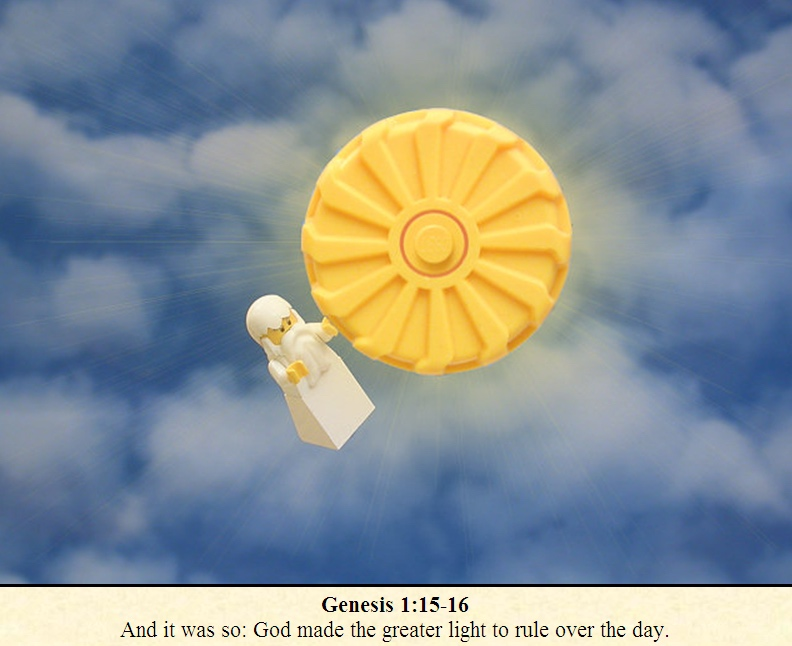 Genesis 1:15-16
And it was so: God made the greater light to rule over the day.